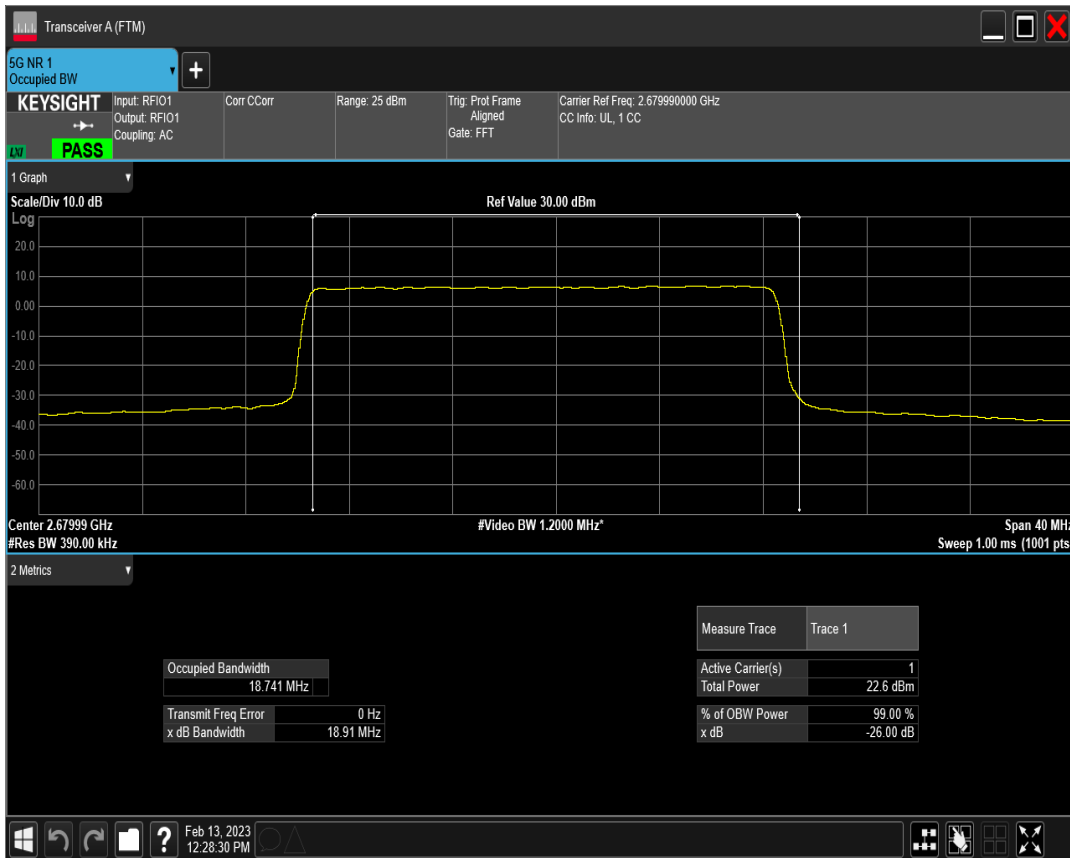 Transceiver A (FTM)
5G NR 1
Occupied BW
+
KEYSIGHT
LXI
PASS
Input: RFIO1
Output: RFIO1
Coupling: AC
Corr CCorr
Range: 25 dBm
Trig: Prot Frame
Aligned
Gate: FFT
Carrier Ref Freq: 2.679990000 GHz
CC Info: UL, 1 CC
1 Graph
Scale/Div 10.0 dB
Ref Value 30.00 dBm
Log
20.0
10.0
0.00
-10.0
-20.0
-30.0
-40.0
-50.0
-60.0
Center 2.67999 GHz
#Video BW 1.2000 MHz*
Span 40 MHz
#Res BW 390.00 kHz
Sweep 1.00 ms (1001 pts
2 Metrics
Measure Trace Trace 1
Occupied Bandwidth
18.741 MHz
Active Carrier(s) 1
Total Power 22.6 dBm
Transmit Freq Error 0 Hz
x dB Bandwidth 18.91 MHz
% of OBW Power 99.00 %
x dB -26.00 dB
?
Feb 13, 2023
12:28:30 PM